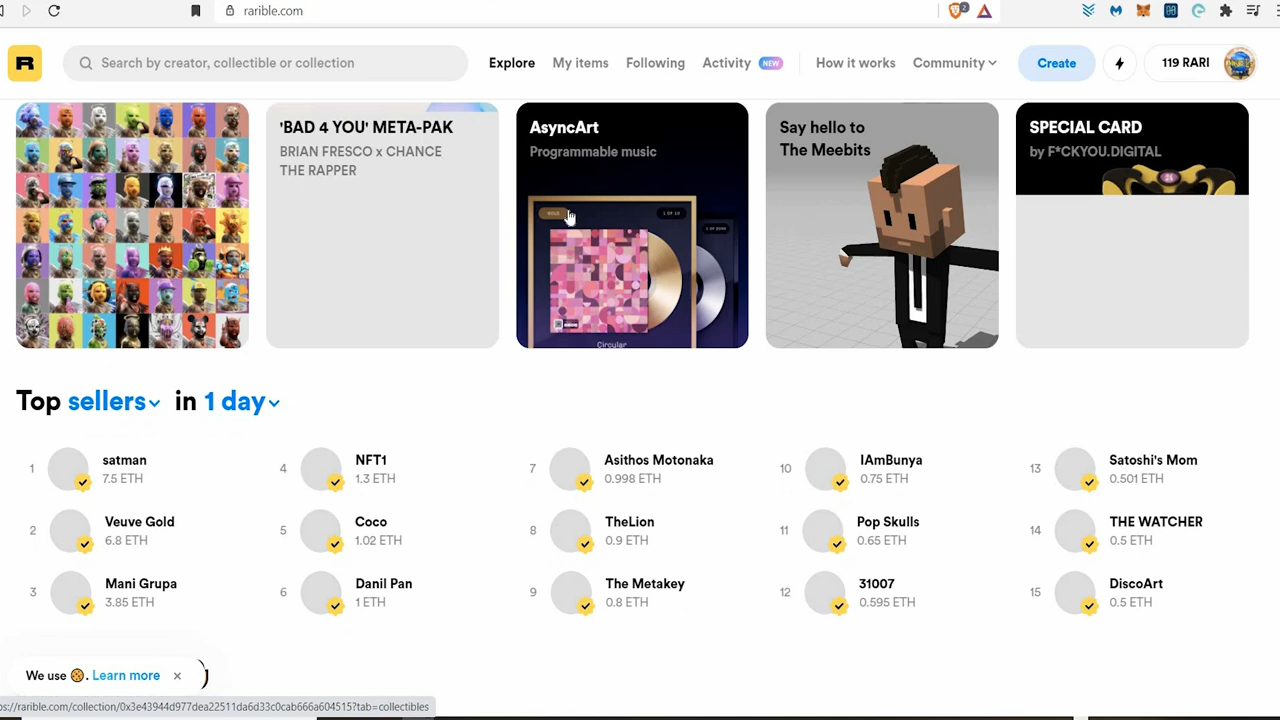 rarible.com
2
R
Search by creator, collectible or collection
Explore
My items
Following
Activity NEW
How it works
Community
Create
119 RARI
'BAD 4 YOU' META-PAK
BRIAN FRESCO x CHANCE
THE RAPPER
AsyncArt
Programmable music
GOLD
1 OF 10
Circular
Say hello to
The Meebits
SPECIAL CARD
by F*CKYOU.DIGITAL
Top sellers in 1 day
1
satman
7.5 ETH
2
Veuve Gold
6.8 ETH
3
Mani Grupa
3.85 ETH
4
NFT1
1.3 ETH
5
Coco
1.02 ETH
6
Danil Pan
1 ETH
7
Asithos Motonaka
0.998 ETH
8
TheLion
0.9 ETH
9
The Metakey
0.8 ETH
10
IAmBunya
0.75 ETH
11
Pop Skulls
0.65 ETH
12
31007
0.595 ETH
13
Satoshi's Mom
0.501 ETH
14
THE WATCHER
0.5 ETH
15
DiscoArt
0.5 ETH
We use 🍪. Learn more ×
ps://rarible.com/collection/0x3e43944d977dea22511da6d33c0cab666a604515?tab=collectibles